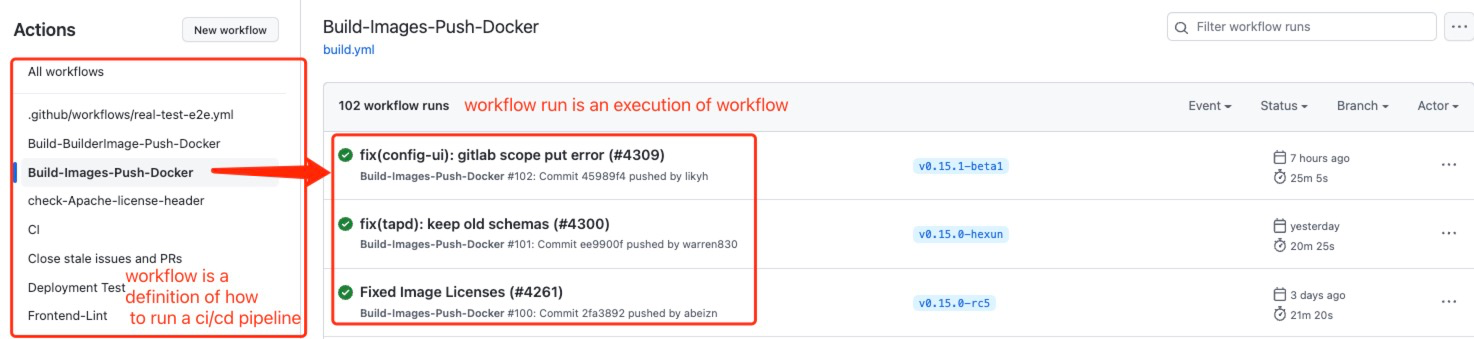 Actions
New workflow
All workflows
.github/workflows/real-test-e2e.yml
Build-BuilderImage-Push-Docker
Build-Images-Push-Docker
check-Apache-license-header
CI
Close stale issues and PRs
Deployment Test
Frontend-Lint
workflow is a
definition of how
to run a ci/cd pipeline
Build-Images-Push-Docker
build.yml
Filter workflow runs
102 workflow runs
workflow run is an execution of workflow
Event
Status
Branch
Actor
fix(config-ui): gitlab scope put error (#4309)
Build-Images-Push-Docker #102: Commit 45989f4 pushed by likyh
v0.15.1-beta1
7 hours ago
25m 5s
fix(tapd): keep old schemas (#4300)
Build-Images-Push-Docker #101: Commit ee9900f pushed by warren830
v0.15.0-hexun
yesterday
20m 25s
Fixed Image Licenses (#4261)
Build-Images-Push-Docker #100: Commit 2fa3892 pushed by abeizn
v0.15.0-rc5
3 days ago
21m 20s